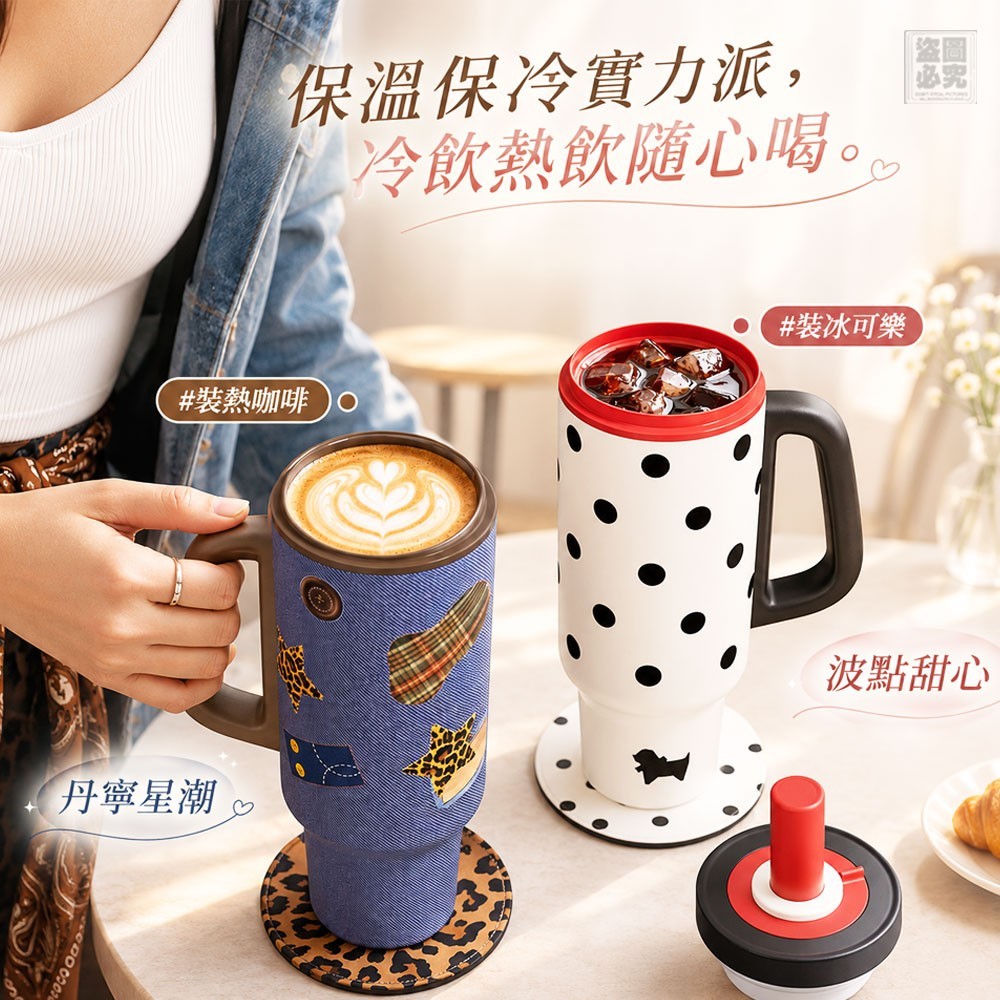 保溫保冷實力派，
冷飲熱飲隨心喝。
盜圖
必究
#裝冰可樂
#裝熱咖啡
波點甜心
丹寧星潮